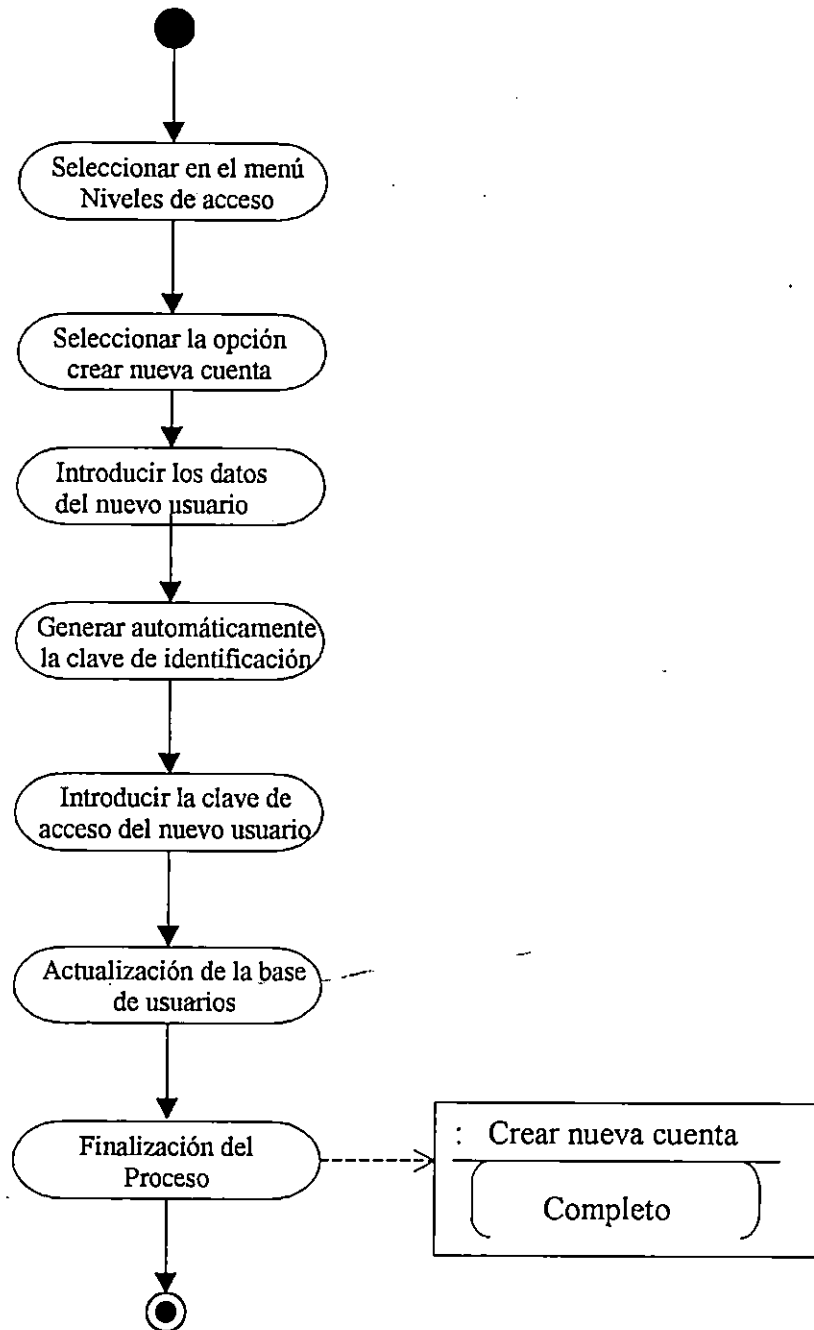 Seleccionar en el menú
Niveles de acceso
Seleccionar la opción
crear nueva cuenta
Introducir los datos
del nuevo usuario
Generar automáticamente
la clave de identificación
Introducir la clave de
acceso del nuevo usuario
Actualización de la base
de usuarios
Finalización del
Proceso
: Crear nueva cuenta
Completo